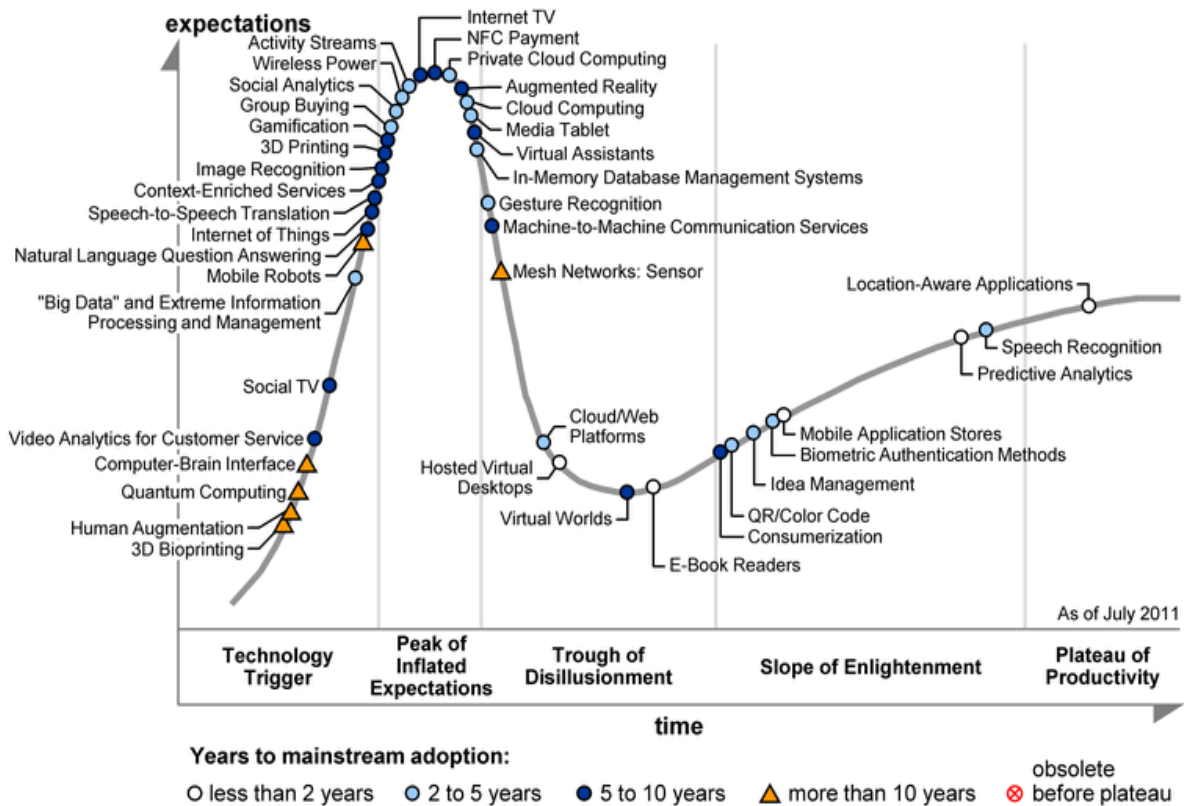 expectations
Activity Streams
Wireless Power
Social Analytics
Group Buying
Gamification
3D Printing
Image Recognition
Context-Enriched Services
Speech-to-Speech Translation
Internet of Things
Natural Language Question Answering
Mobile Robots
"Big Data" and Extreme Information
Processing and Management
Social TV
Video Analytics for Customer Service
Computer-Brain Interface
Quantum Computing
Human Augmentation
3D Bioprinting
Internet TV
NFC Payment
Private Cloud Computing
Augmented Reality
Cloud Computing
Media Tablet
Virtual Assistants
In-Memory Database Management Systems
Gesture Recognition
Machine-to-Machine Communication Services
Mesh Networks: Sensor
Cloud/Web
Platforms
Hosted Virtual
Desktops
Virtual Worlds
E-Book Readers
Location-Aware Applications
Speech Recognition
Predictive Analytics
Mobile Application Stores
Biometric Authentication Methods
Idea Management
QR/Color Code
Consumerization
As of July 2011
Technology
Trigger
Peak of
Inflated
Expectations
Trough of
Disillusionment
Slope of Enlightenment
Plateau of
Productivity
time
Years to mainstream adoption:
less than 2 years
2 to 5 years
5 to 10 years
more than 10 years
obsolete
before plateau